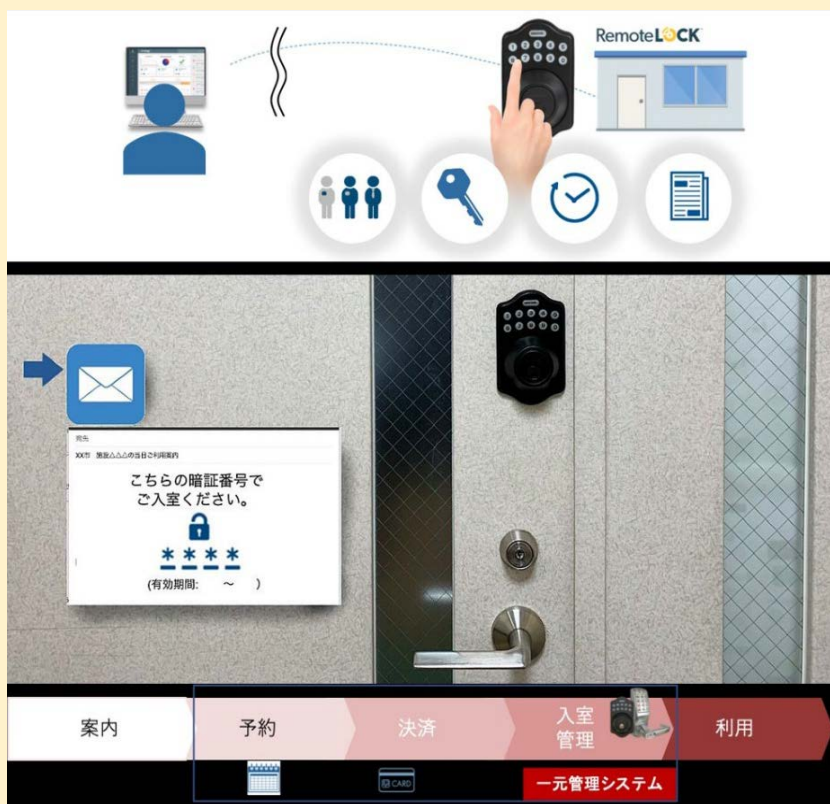 RemoteLOCK
宛先
XX市 施設△△△の当日ご利用案内
こちらの暗証番号で
ご入室ください。
＊＊＊＊
(有効期間: ～ )
案内
予約
決済
入室
管理
利用
CARD
一元管理システム